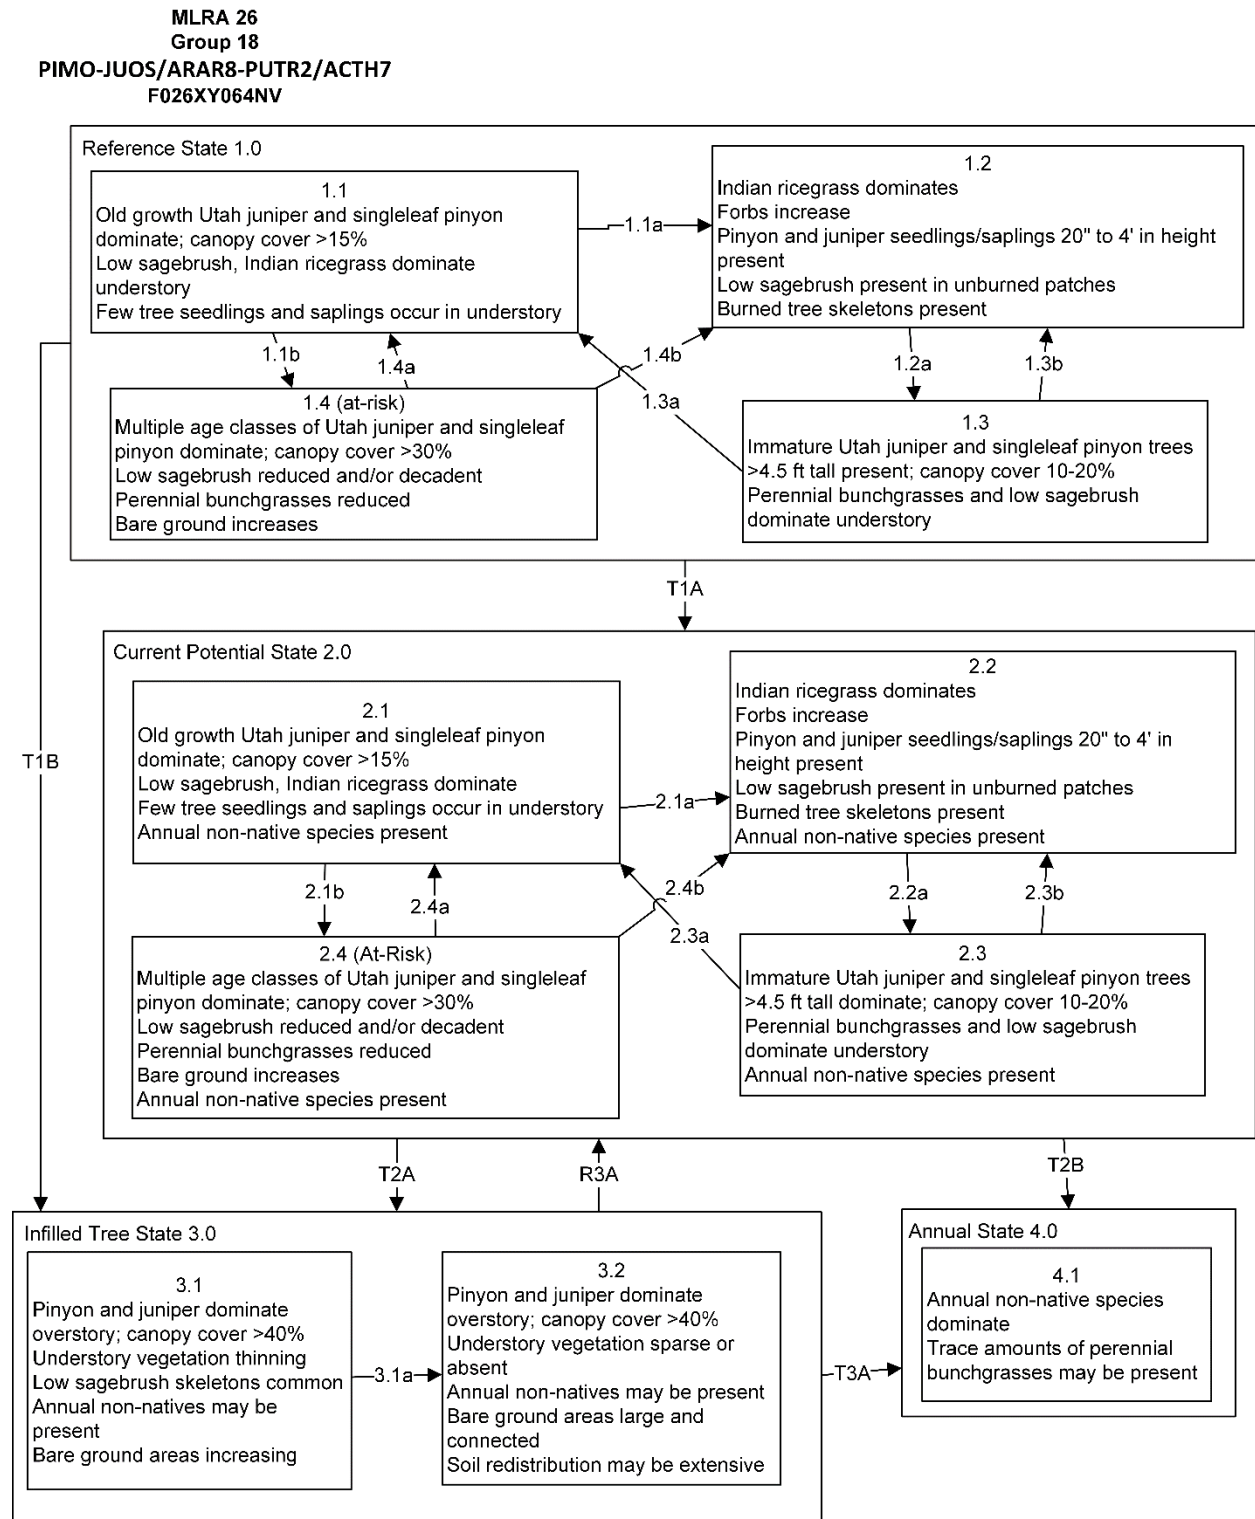 MLRA 26
Group 18
PIMO-JUOS/ARAR8-PUTR2/ACTH7
F026XY064NV
Reference State 1.0
1.1
Old growth Utah juniper and singleleaf pinyon
dominate; canopy cover >15%
Low sagebrush, Indian ricegrass dominate
understory
Few tree seedlings and saplings occur in understory
1.1a
1.2
Indian ricegrass dominates
Forbs increase
Pinyon and juniper seedlings/saplings 20" to 4' in height
present
Low sagebrush present in unburned patches
Burned tree skeletons present
1.1b
1.4a
1.4b
1.3a
1.2a
1.3b
1.4 (at-risk)
Multiple age classes of Utah juniper and singleleaf
pinyon dominate; canopy cover >30%
Low sagebrush reduced and/or decadent
Perennial bunchgrasses reduced
Bare ground increases
1.3
Immature Utah juniper and singleleaf pinyon trees
>4.5 ft tall present; canopy cover 10-20%
Perennial bunchgrasses and low sagebrush
dominate understory
T1A
T1B
Current Potential State 2.0
2.1
Old growth Utah juniper and singleleaf pinyon
dominate; canopy cover >15%
Low sagebrush, Indian ricegrass dominate
Few tree seedlings and saplings occur in understory
Annual non-native species present
2.1a
2.2
Indian ricegrass dominates
Forbs increase
Pinyon and juniper seedlings/saplings 20" to 4' in
height present
Low sagebrush present in unburned patches
Burned tree skeletons present
Annual non-native species present
2.1b
2.4a
2.4b
2.3a
2.2a
2.3b
2.4 (At-Risk)
Multiple age classes of Utah juniper and singleleaf
pinyon dominate; canopy cover >30%
Low sagebrush reduced and/or decadent
Perennial bunchgrasses reduced
Bare ground increases
Annual non-native species present
2.3
Immature Utah juniper and singleleaf pinyon trees
>4.5 ft tall dominate; canopy cover 10-20%
Perennial bunchgrasses and low sagebrush
dominate understory
Annual non-native species present
T2A
R3A
T2B
Infilled Tree State 3.0
3.1
Pinyon and juniper dominate
overstory; canopy cover >40%
Understory vegetation thinning
Low sagebrush skeletons common
Annual non-natives may be
present
Bare ground areas increasing
3.1a
3.2
Pinyon and juniper dominate
overstory; canopy cover >40%
Understory vegetation sparse or
absent
Annual non-natives may be present
Bare ground areas large and
connected
Soil redistribution may be extensive
T3A
Annual State 4.0
4.1
Annual non-native species
dominate
Trace amounts of perennial
bunchgrasses may be present